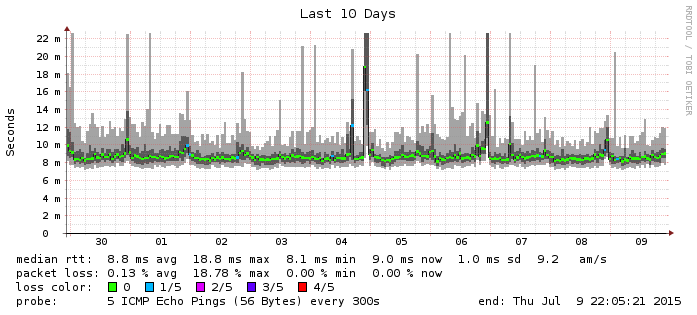 Last 10 Days
RRDTOOL / TOBI OETIKER
Seconds
22 m
20 m
18 m
16 m
14 m
12 m
10 m
8 m
6 m
4 m
2 m
0
30 01 02 03 04 05 06 07 08 09
median rtt: 8.8 ms avg 18.8 ms max 8.1 ms min 9.0 ms now 1.0 ms sd 9.2 am/s
packet loss: 0.13 % avg 18.78 % max 0.00 % min 0.00 % now
loss color: 0 1/5 2/5 3/5 4/5
probe: 5 ICMP Echo Pings (56 Bytes) every 300s end: Thu Jul 9 22:05:21 2015